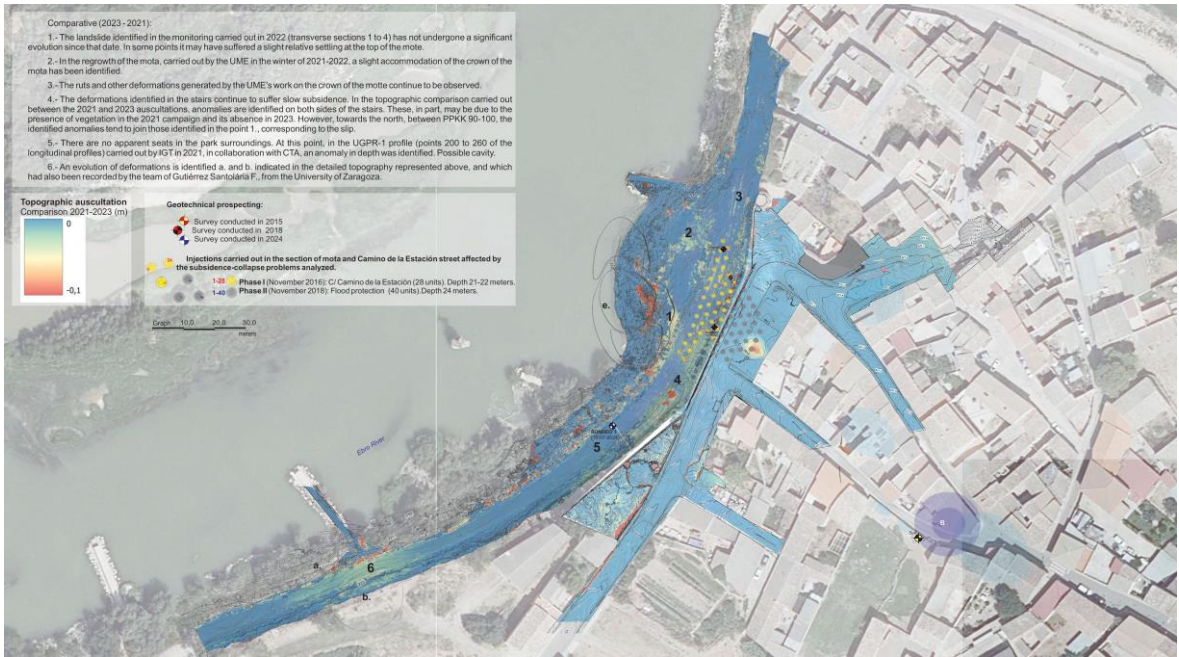 Comparative (2023 - 2021):
1.- The landslide identified in the monitoring carried out in 2022 (transverse sections 1 to 4) has not undergone a significant
evolution since that date. In some points it may have suffered a slight relative settling at the top of the mote.
2.- In the regrowth of the mota, carried out by the UME in the winter of 2021-2022, a slight accommodation of the crown of the
mota has been identified.
3.- The ruts and other deformations generated by the UME's work on the crown of the motte continue to be observed.
4.- The deformations identified in the stairs continue to suffer slow subsidence. In the topographic comparison carried out
between the 2021 and 2023 auscultations, anomalies are identified on both sides of the stairs. These, in part, may be due to the
presence of vegetation in the 2021 campaign and its absence in 2023. However, towards the north, between PPKK 90-100, the
identified anomalies tend to join those identified in the point 1., corresponding to the slip.
5.- There are no apparent seats in the park surroundings. At this point, in the UGPR-1 profile (points 200 to 260 of the
longitudinal profiles) carried out by IGT in 2021, in collaboration with CTA, an anomaly in depth was identified. Possible cavity.
6.- An evolution of deformations is identified a. and b. indicated in the detailed topography represented above, and which
had also been recorded by the team of Gutiérrez Santolária F., from the University of Zaragoza.
Topographic auscultation
Comparison 2021-2023 (m)
0
-0,1
Geotechnical prospecting:
Survey conducted in 2015
Survey conducted in 2018
Survey conducted in 2024
Injections carried out in the section of mota and Camino de la Estación street affected by
the subsidence-collapse problems analyzed.
1-28 Phase I (November 2016): C/ Camino de la Estación (28 units). Depth 21-22 meters.
1-40 Phase II (November 2018): Flood protection (40 units). Depth 24 meters.
Graph 10,0 20,0 30,0
meters
3
2
e.
1
4
5
Ebro River
6
a.
b.
B